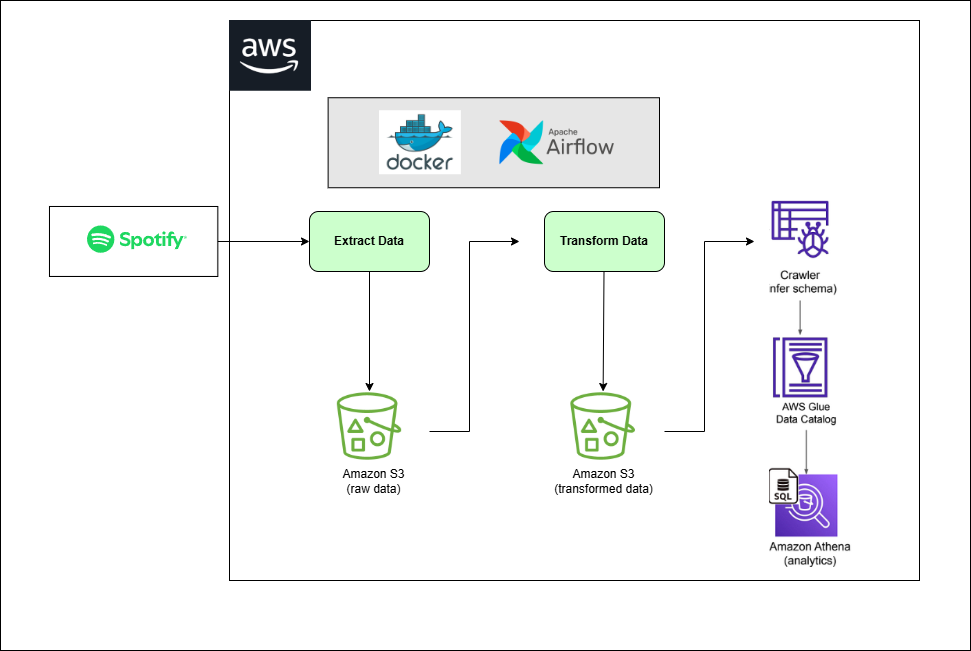 aws
docker
Apache
Airflow
Spotify
Extract Data
Transform Data
Crawler
nfer schema)
AWS Glue
Data Catalog
Amazon S3
(raw data)
Amazon S3
(transformed data)
SQL
Amazon Athena
(analytics)